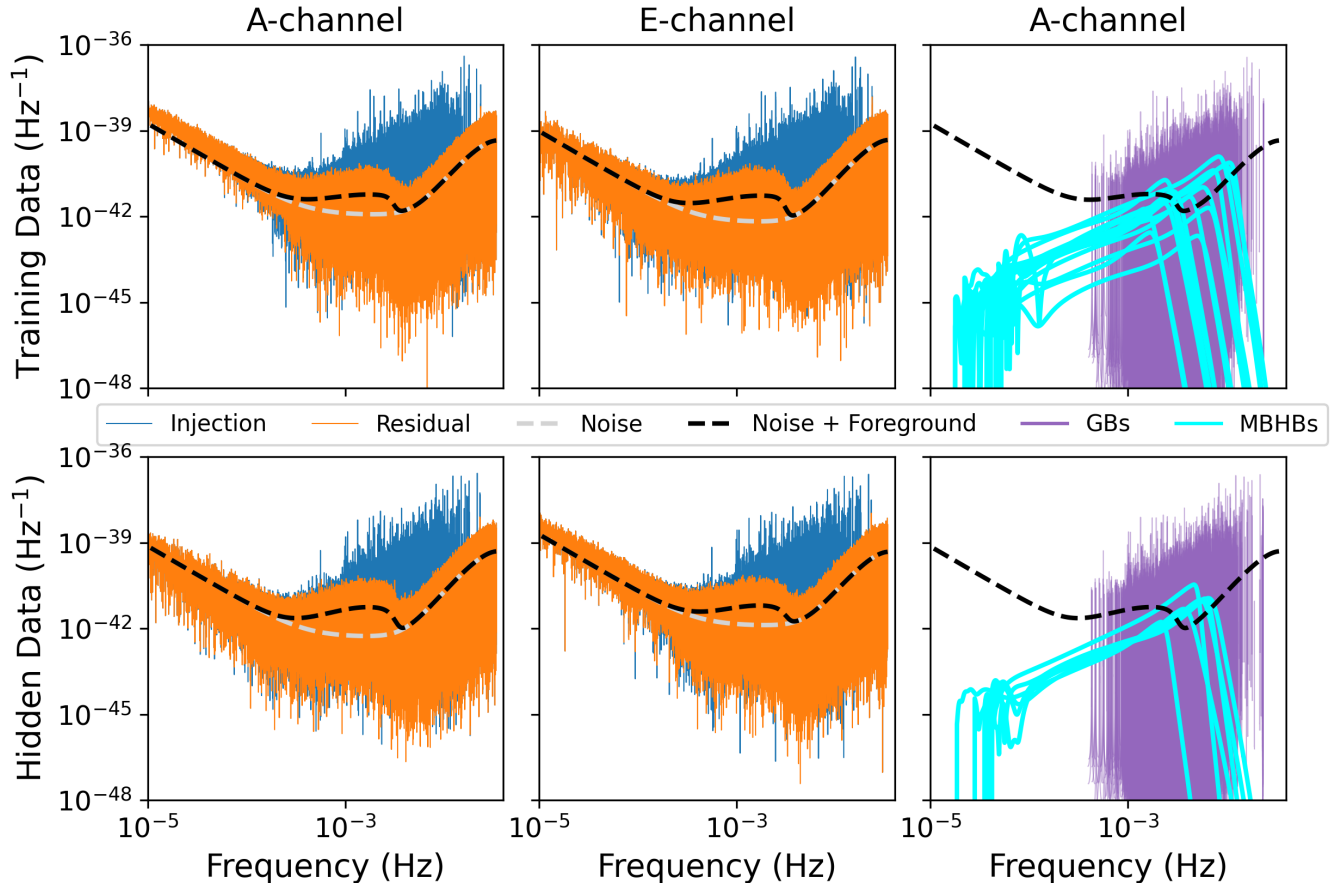 A-channel E-channel A-channel
Training Data (Hz⁻¹)
10⁻³⁶
10⁻³⁹
10⁻⁴²
10⁻⁴⁵
10⁻⁴⁸
Injection Residual Noise Noise + Foreground GBs MBHBs
Hidden Data (Hz⁻¹)
10⁻³⁶
10⁻³⁹
10⁻⁴²
10⁻⁴⁵
10⁻⁴⁸
10⁻⁵ 10⁻³ 10⁻⁵ 10⁻³ 10⁻⁵ 10⁻³
Frequency (Hz) Frequency (Hz) Frequency (Hz)